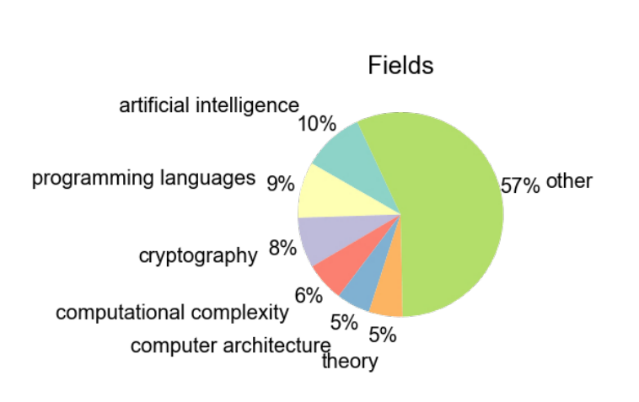 Fields
artificial intelligence
10%
programming languages 9%
57% other
cryptography 8%
6%
computational complexity
5%
5%
computer architecture
theory